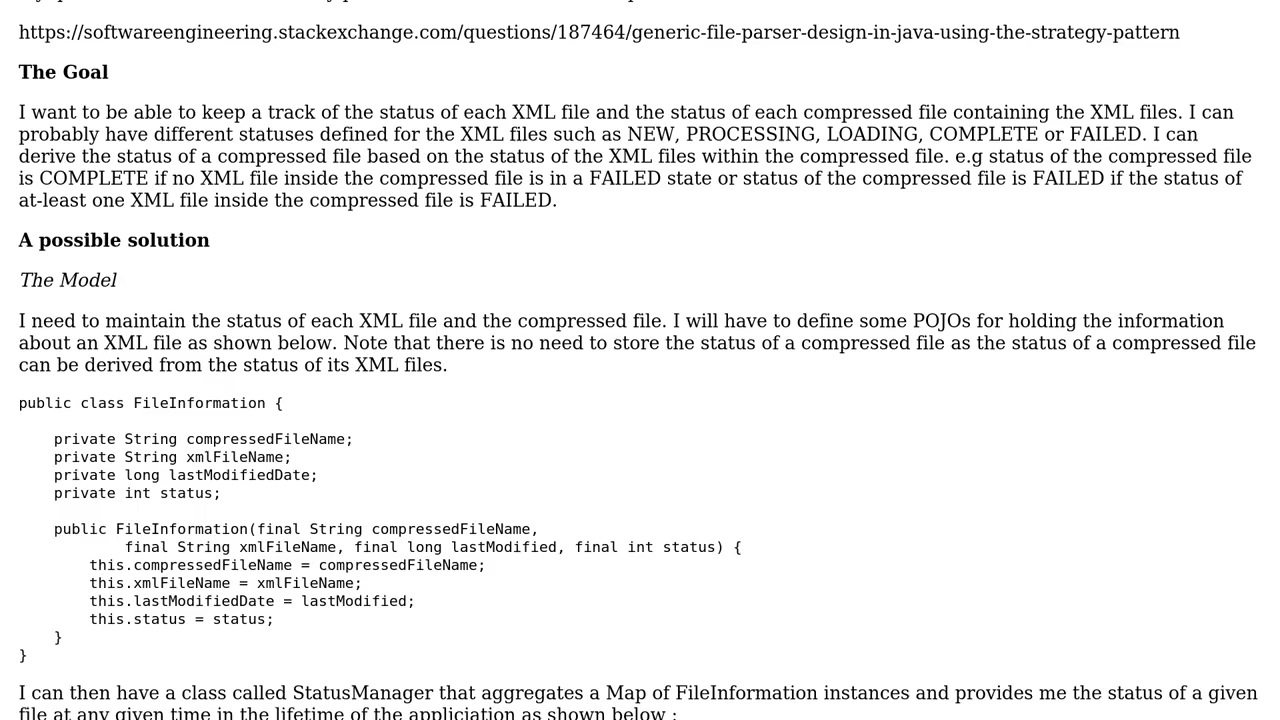 https://softwareengineering.stackexchange.com/questions/187464/generic-file-parser-design-in-java-using-the-strategy-pattern
The Goal
I want to be able to keep a track of the status of each XML file and the status of each compressed file containing the XML files. I can
probably have different statuses defined for the XML files such as NEW, PROCESSING, LOADING, COMPLETE or FAILED. I can
derive the status of a compressed file based on the status of the XML files within the compressed file. e.g status of the compressed file
is COMPLETE if no XML file inside the compressed file is in a FAILED state or status of the compressed file is FAILED if the status of
at-least one XML file inside the compressed file is FAILED.
A possible solution
The Model
I need to maintain the status of each XML file and the compressed file. I will have to define some POJOs for holding the information
about an XML file as shown below. Note that there is no need to store the status of a compressed file as the status of a compressed file
can be derived from the status of its XML files.
public class FileInformation {
    private String compressedFileName;
    private String xmlFileName;
    private long lastModifiedDate;
    private int status;
    public FileInformation(final String compressedFileName,
            final String xmlFileName, final long lastModified, final int status) {
        this.compressedFileName = compressedFileName;
        this.xmlFileName = xmlFileName;
        this.lastModifiedDate = lastModified;
        this.status = status;
    }
}
I can then have a class called StatusManager that aggregates a Map of FileInformation instances and provides me the status of a given
file at any given time in the lifetime of the appliciation as shown below :